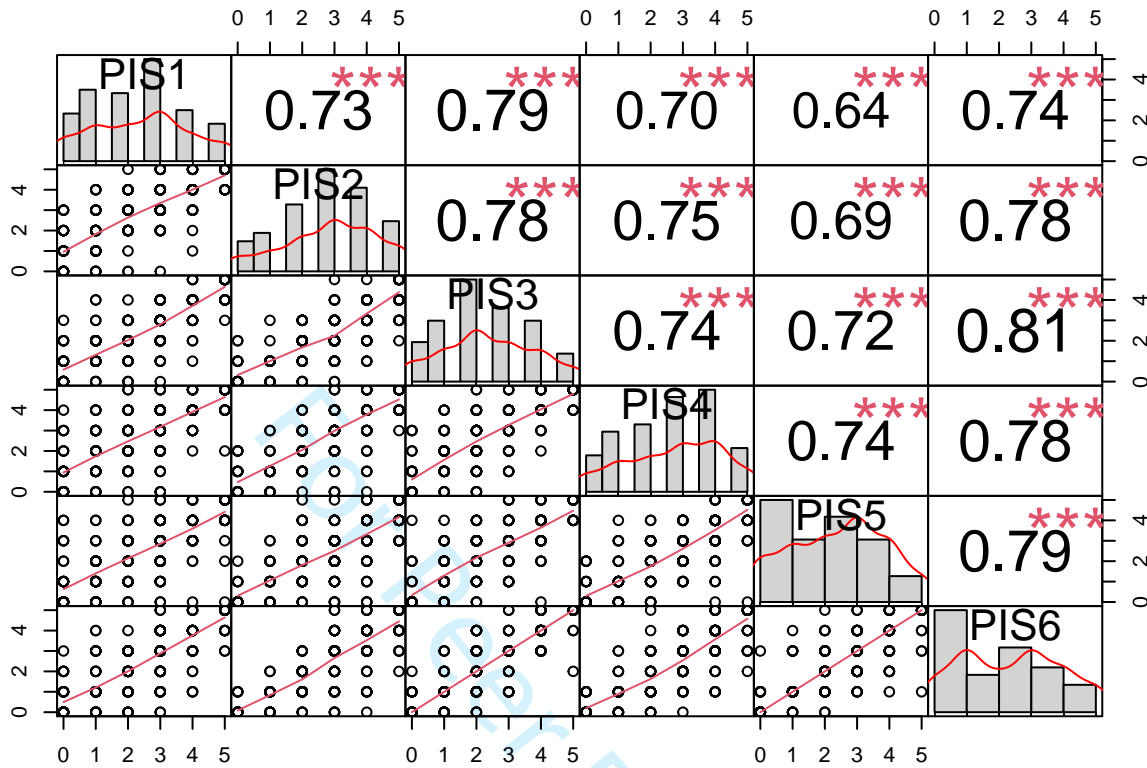 0 1 2 3 4 5 0 1 2 3 4 5 0 1 2 3 4 5
PIS1 0.73 *** 0.79 *** 0.70 *** 0.64 *** 0.74 *** 0 2 4
0 2 4 PIS2 0.78 *** 0.75 *** 0.69 *** 0.78 ***
PIS3 0.74 *** 0.72 *** 0.81 *** 0 2 4
0 2 4 PIS4 0.74 *** 0.78 ***
PIS5 0.79 *** 0 2 4
0 2 4 PIS6
0 1 2 3 4 5 0 1 2 3 4 5 0 1 2 3 4 5
For Peer